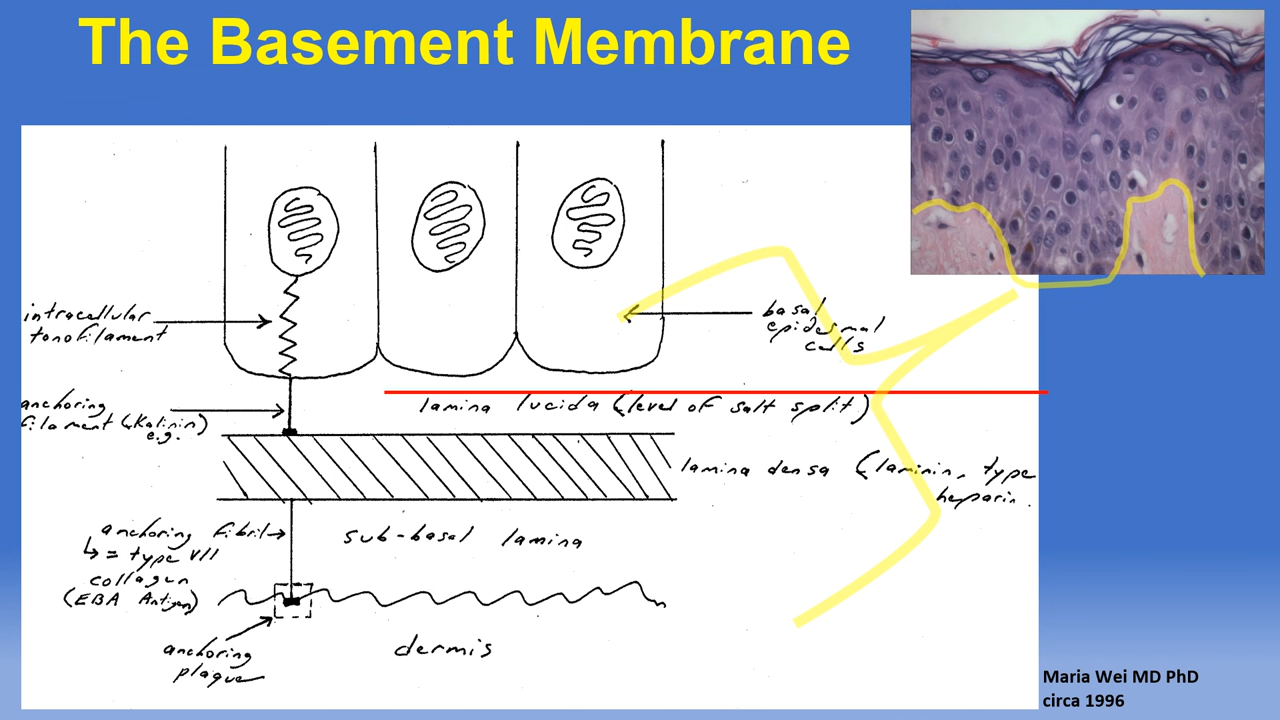 The Basement Membrane
intracellular
tonofilament
basal
epidermal
cells
anchoring
filament (Kalinin)
e.g.
lamina lucida (level of salt split)
lamina densa (laminin, type
heparin.
anchoring fibril
↳ = type VII
collagen
(EBA Antigen)
sub-basal lamina
anchoring
plaque
dermis
Maria Wei MD PhD
circa 1996